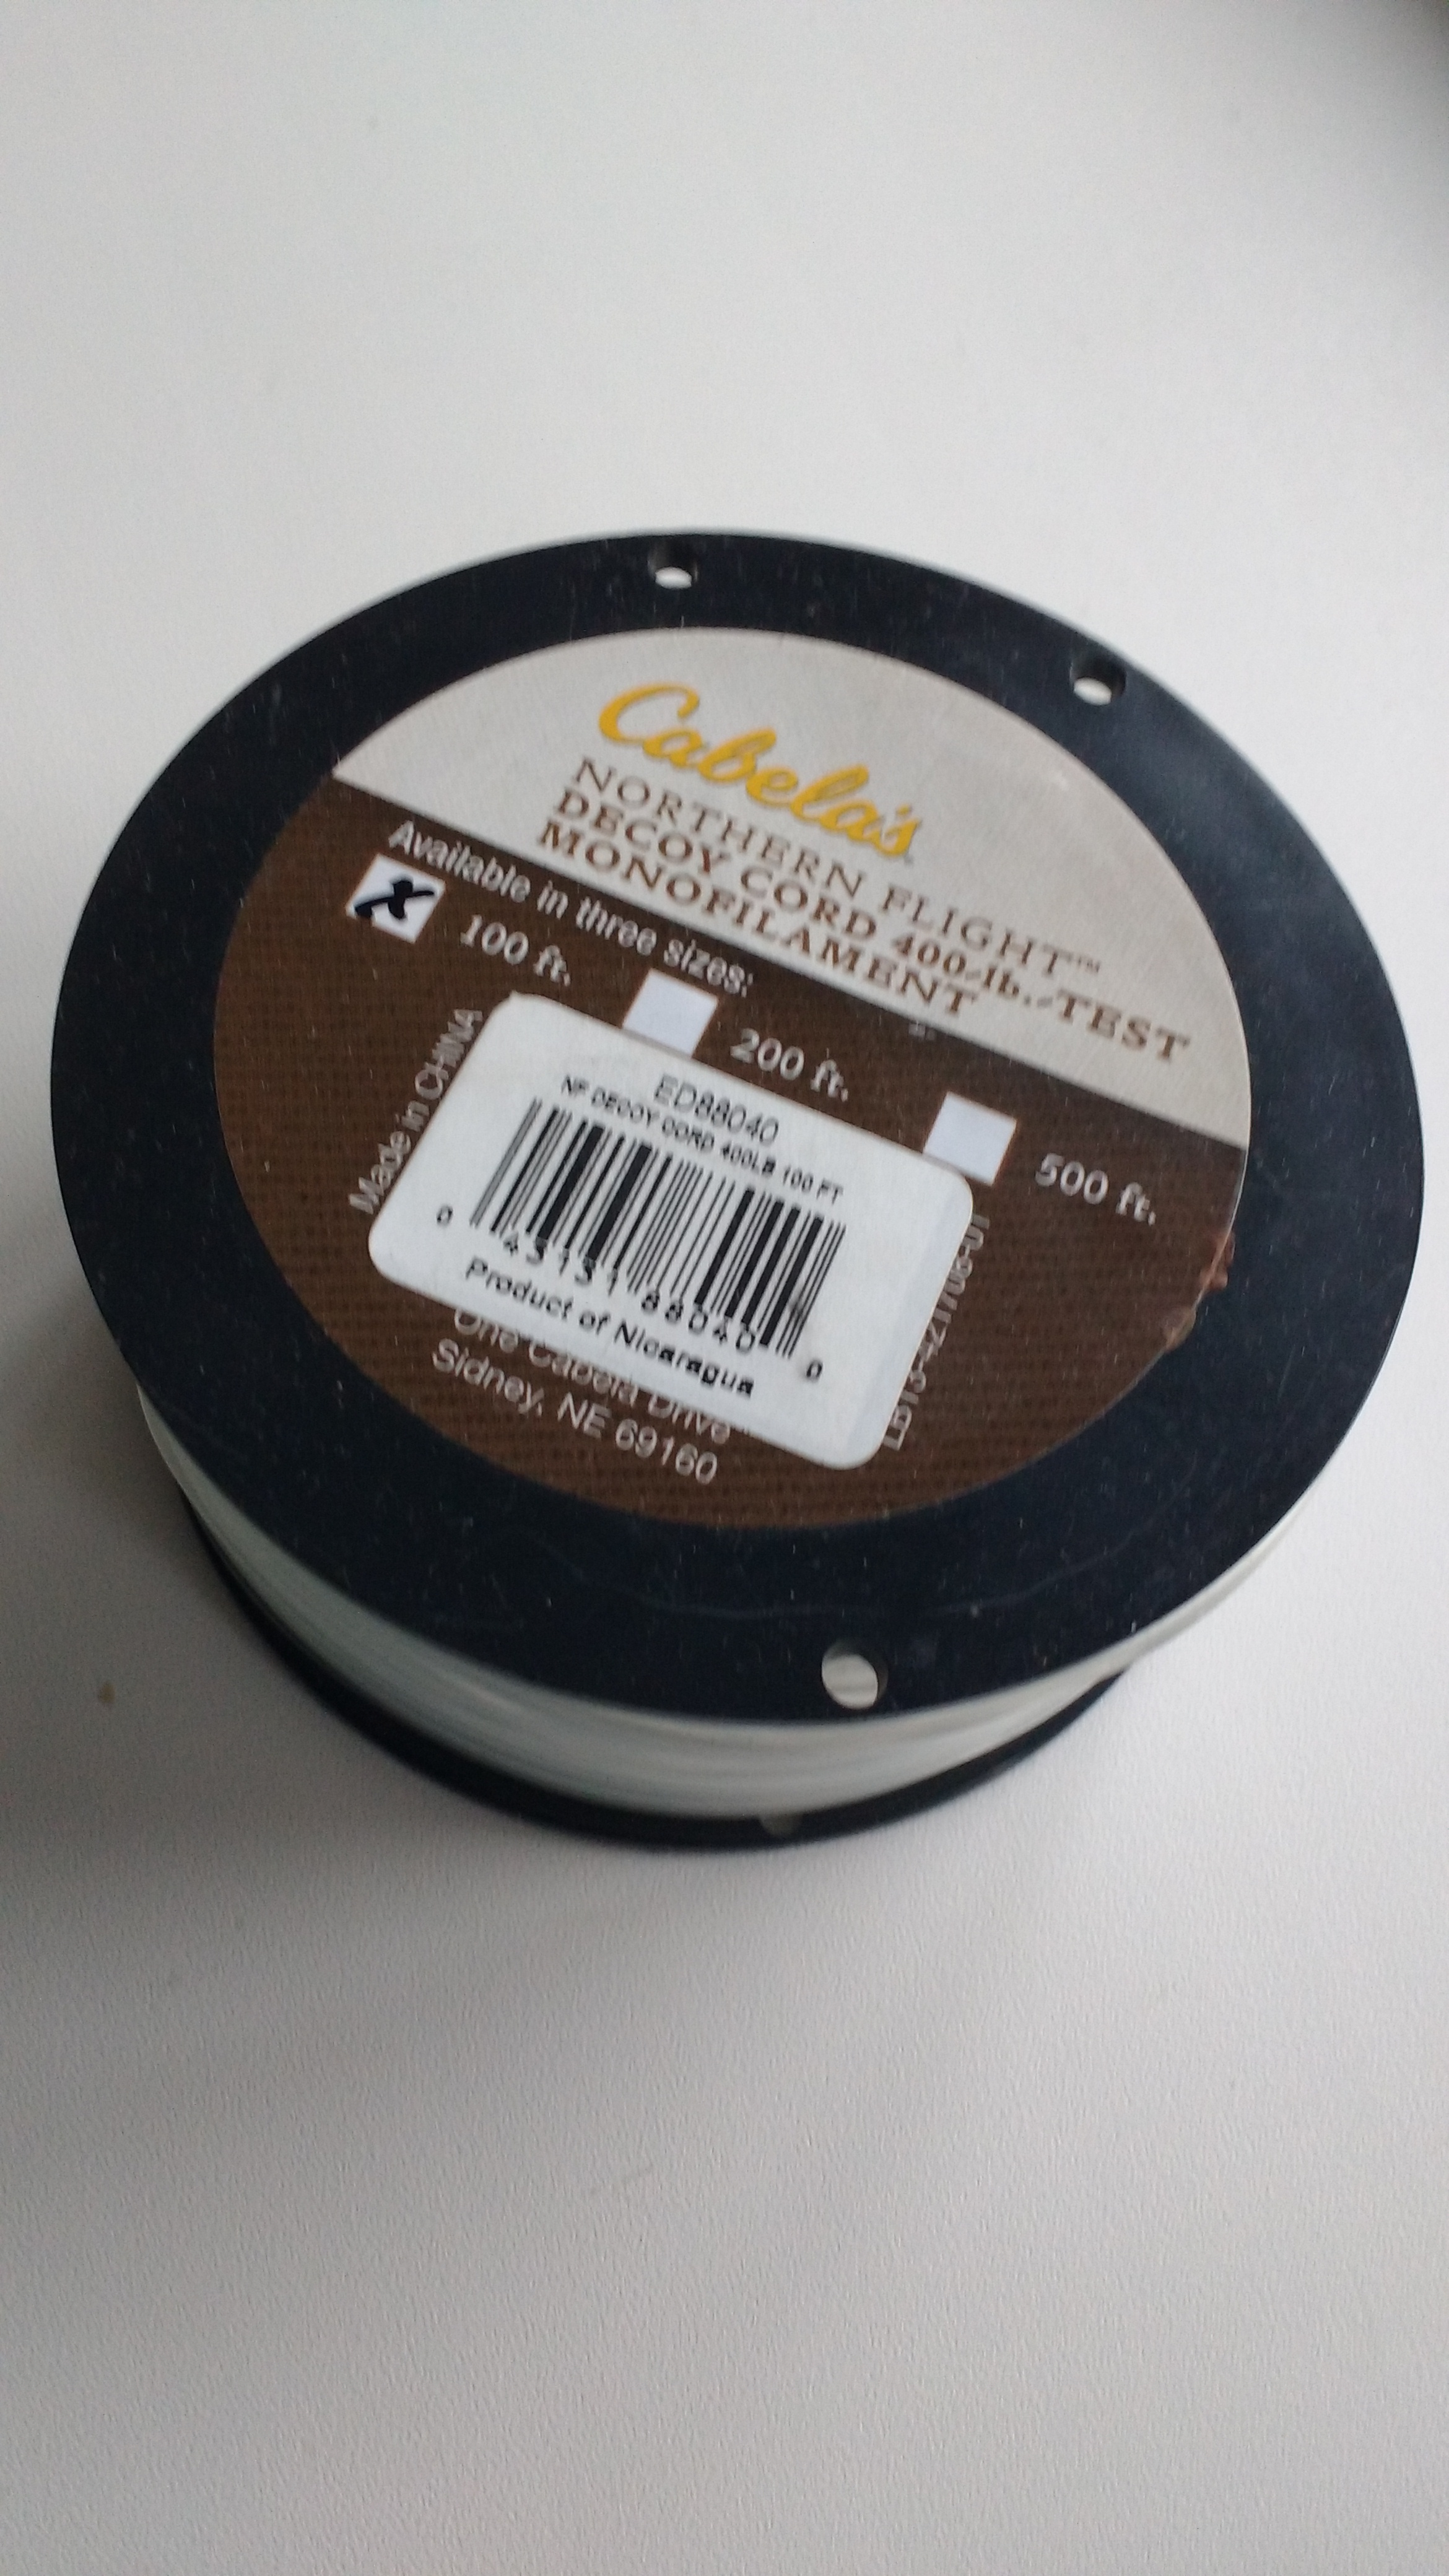 Cabela's
NORTHERN FLIGHT™
DECOY CORD 400-lb.-TEST
MONOFILAMENT
Available in three sizes:
X 100 ft.
200 ft.
500 ft.
Made in CHINA
ED88040
NF DECOY CORD 400LB 100 FT
0 43131 88040 0
Product of Nicaragua
One Cabela Drive
Sidney, NE 69160